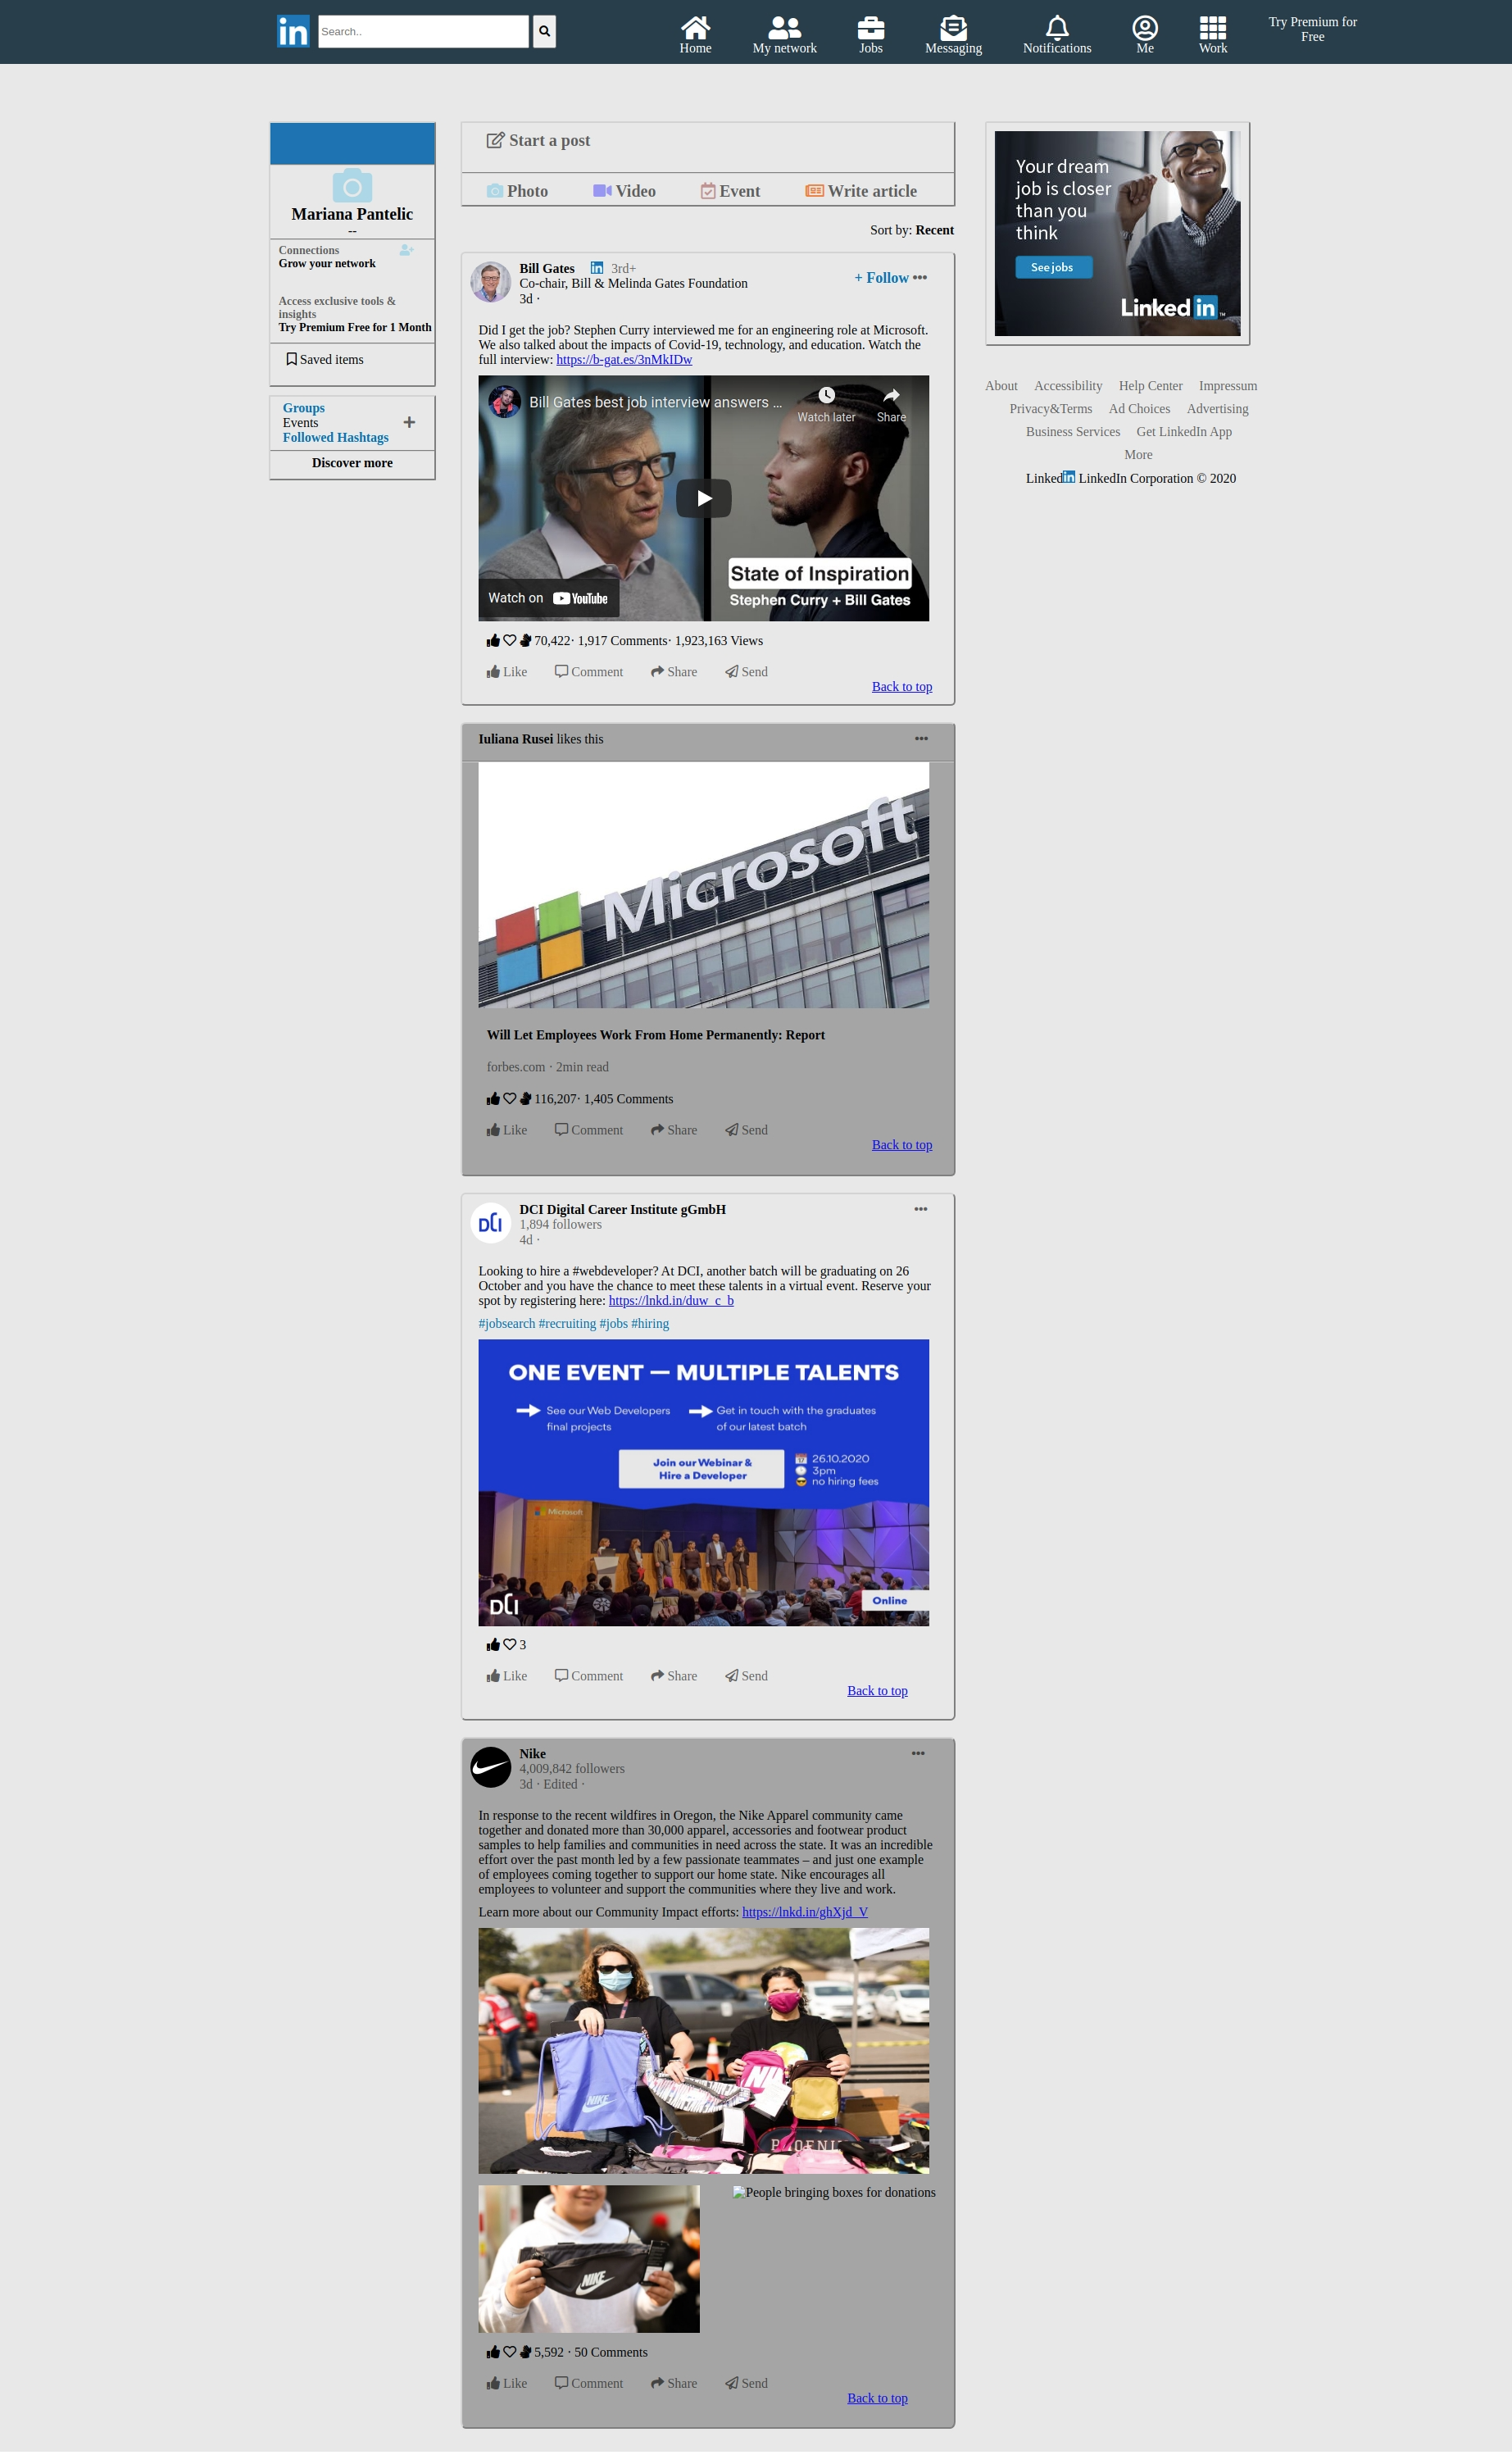 in
Search..
Home
My network
Jobs
Messaging
Notifications
Me
Work
Try Premium for
Free
Mariana Pantelic
--
Connections
Grow your network
Access exclusive tools &
insights
Try Premium Free for 1 Month
Saved items
Groups
Events
Followed Hashtags
Discover more
Start a post
Photo
Video
Event
Write article
Sort by: Recent
Bill Gates in 3rd+
Co-chair, Bill & Melinda Gates Foundation
3d ·
+ Follow •••
Did I get the job? Stephen Curry interviewed me for an engineering role at Microsoft.
We also talked about the impacts of Covid-19, technology, and education. Watch the
full interview: https://b-gat.es/3nMkIDw
Bill Gates best job interview answers ...
Watch later
Share
State of Inspiration
Stephen Curry + Bill Gates
Watch on YouTube
70,422· 1,917 Comments· 1,923,163 Views
Like
Comment
Share
Send
Back to top
Iuliana Rusei likes this
•••
Microsoft
Will Let Employees Work From Home Permanently: Report
forbes.com · 2min read
116,207· 1,405 Comments
Like
Comment
Share
Send
Back to top
DCI
DCI Digital Career Institute gGmbH
•••
1,894 followers
4d ·
Looking to hire a #webdeveloper? At DCI, another batch will be graduating on 26
October and you have the chance to meet these talents in a virtual event. Reserve your
spot by registering here: https://lnkd.in/duw_c_b
#jobsearch #recruiting #jobs #hiring
ONE EVENT — MULTIPLE TALENTS
See our Web Developers
final projects
Get in touch with the graduates
of our latest batch
Join our Webinar &
Hire a Developer
26.10.2020
3pm
no hiring fees
Microsoft
DCI
Online
3
Like
Comment
Share
Send
Back to top
Nike
•••
4,009,842 followers
3d · Edited ·
In response to the recent wildfires in Oregon, the Nike Apparel community came
together and donated more than 30,000 apparel, accessories and footwear product
samples to help families and communities in need across the state. It was an incredible
effort over the past month led by a few passionate teammates – and just one example
of employees coming together to support our home state. Nike encourages all
employees to volunteer and support the communities where they live and work.
Learn more about our Community Impact efforts: https://lnkd.in/ghXjd_V
NIKE
NIKE
People bringing boxes for donations
NIKE
5,592 · 50 Comments
Like
Comment
Share
Send
Back to top
Your dream
job is closer
than you
think
See jobs
Linked in
About
Accessibility
Help Center
Impressum
Privacy&Terms
Ad Choices
Advertising
Business Services
Get LinkedIn App
More
Linkedin LinkedIn Corporation © 2020